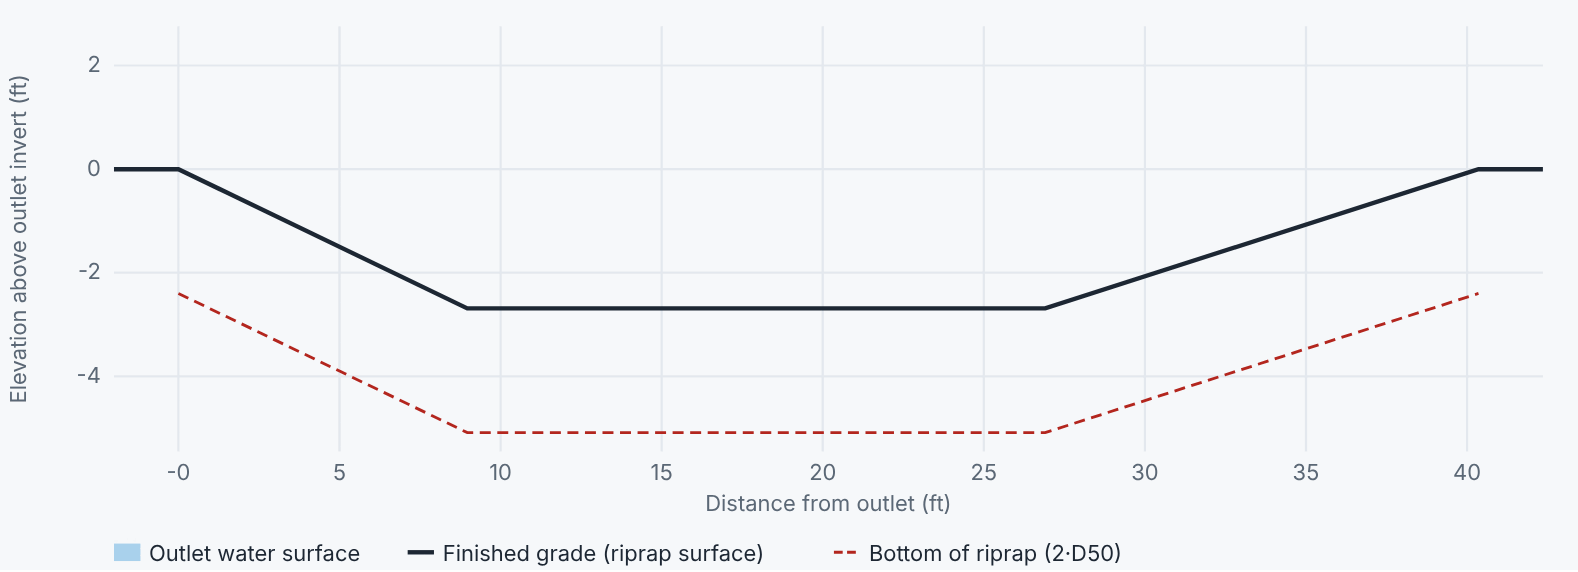 Elevation above outlet invert (ft)
2
0
-2
-4
-0 5 10 15 20 25 30 35 40
Distance from outlet (ft)
Outlet water surface Finished grade (riprap surface) Bottom of riprap (2·D50)